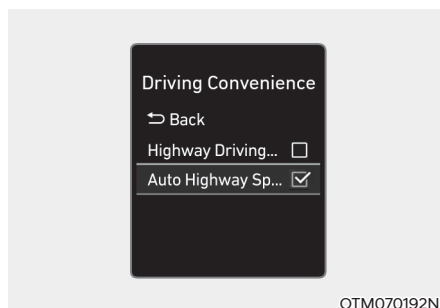 Driving Convenience
Back
Highway Driving...
Auto Highway Sp...
OTM070192N